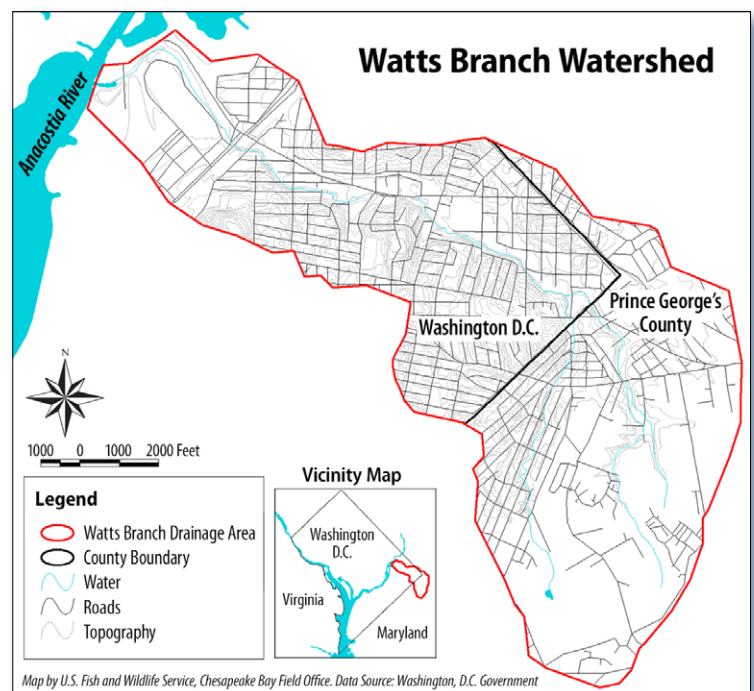 Watts Branch Watershed
Anacostia River
Prince George's
County
Washington D.C.
N
1000 0 1000 2000 Feet
Legend
Watts Branch Drainage Area
County Boundary
Water
Roads
Topography
Vicinity Map
Washington
D.C.
Virginia
Maryland
Map by U.S. Fish and Wildlife Service, Chesapeake Bay Field Office. Data Source: Washington, D.C. Government